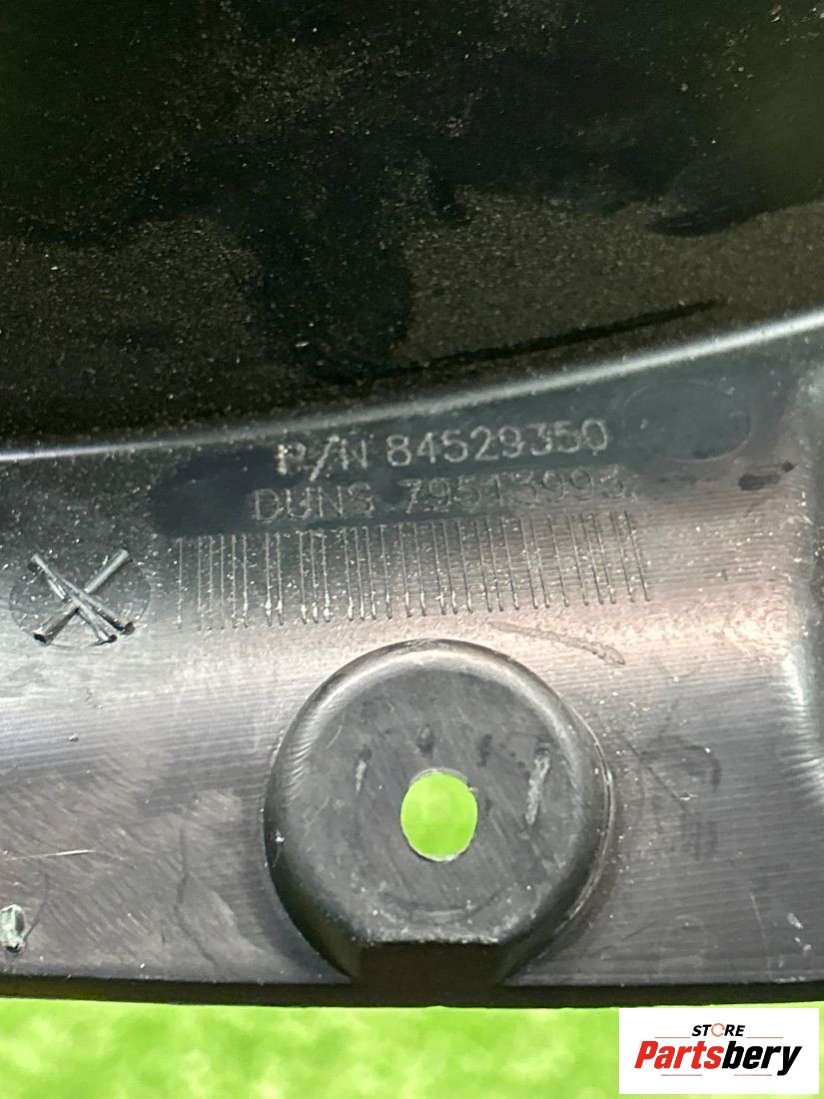 P/N 84529350
DUNS 79513993
STORE
Partsbery